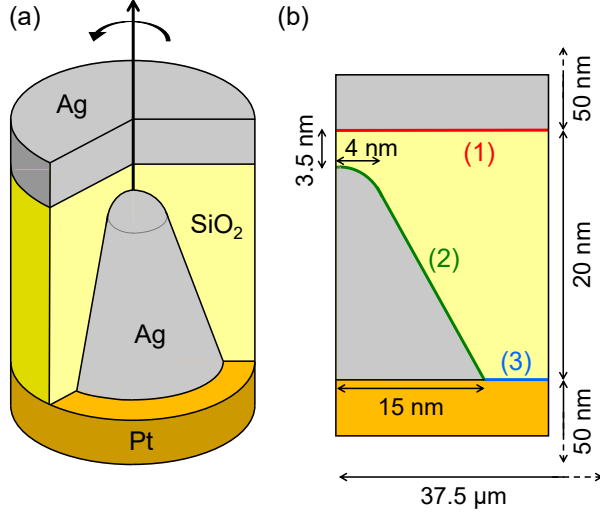 (a)
Ag
SiO₂
Ag
Pt
(b)
50 nm
3.5 nm
4 nm
(1)
20 nm
(2)
(3)
15 nm
50 nm
37.5 µm